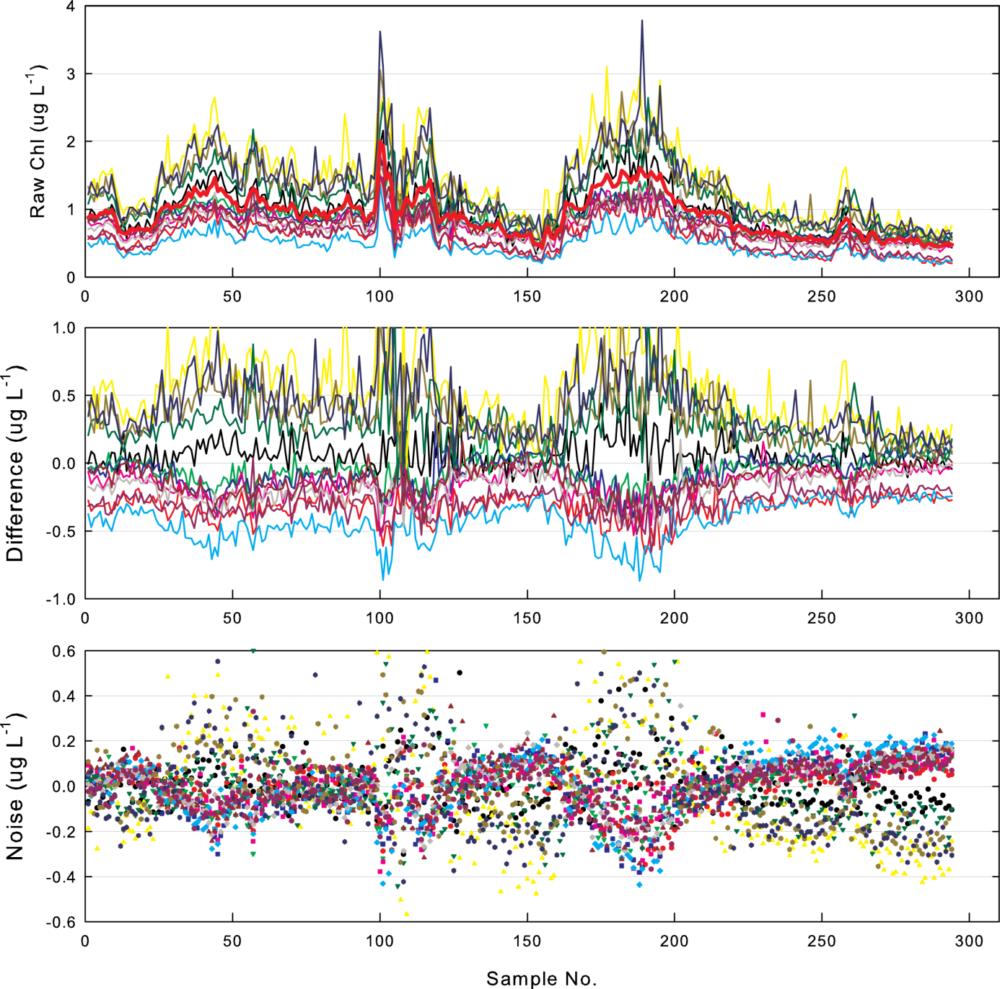 Raw Chl (ug L⁻¹)
4
3
2
1
0
0 50 100 150 200 250 300
Difference (ug L⁻¹)
1.0
0.5
0.0
-0.5
-1.0
0 50 100 150 200 250 300
Noise (ug L⁻¹)
0.6
0.4
0.2
0.0
-0.2
-0.4
-0.6
0 50 100 150 200 250 300
Sample No.